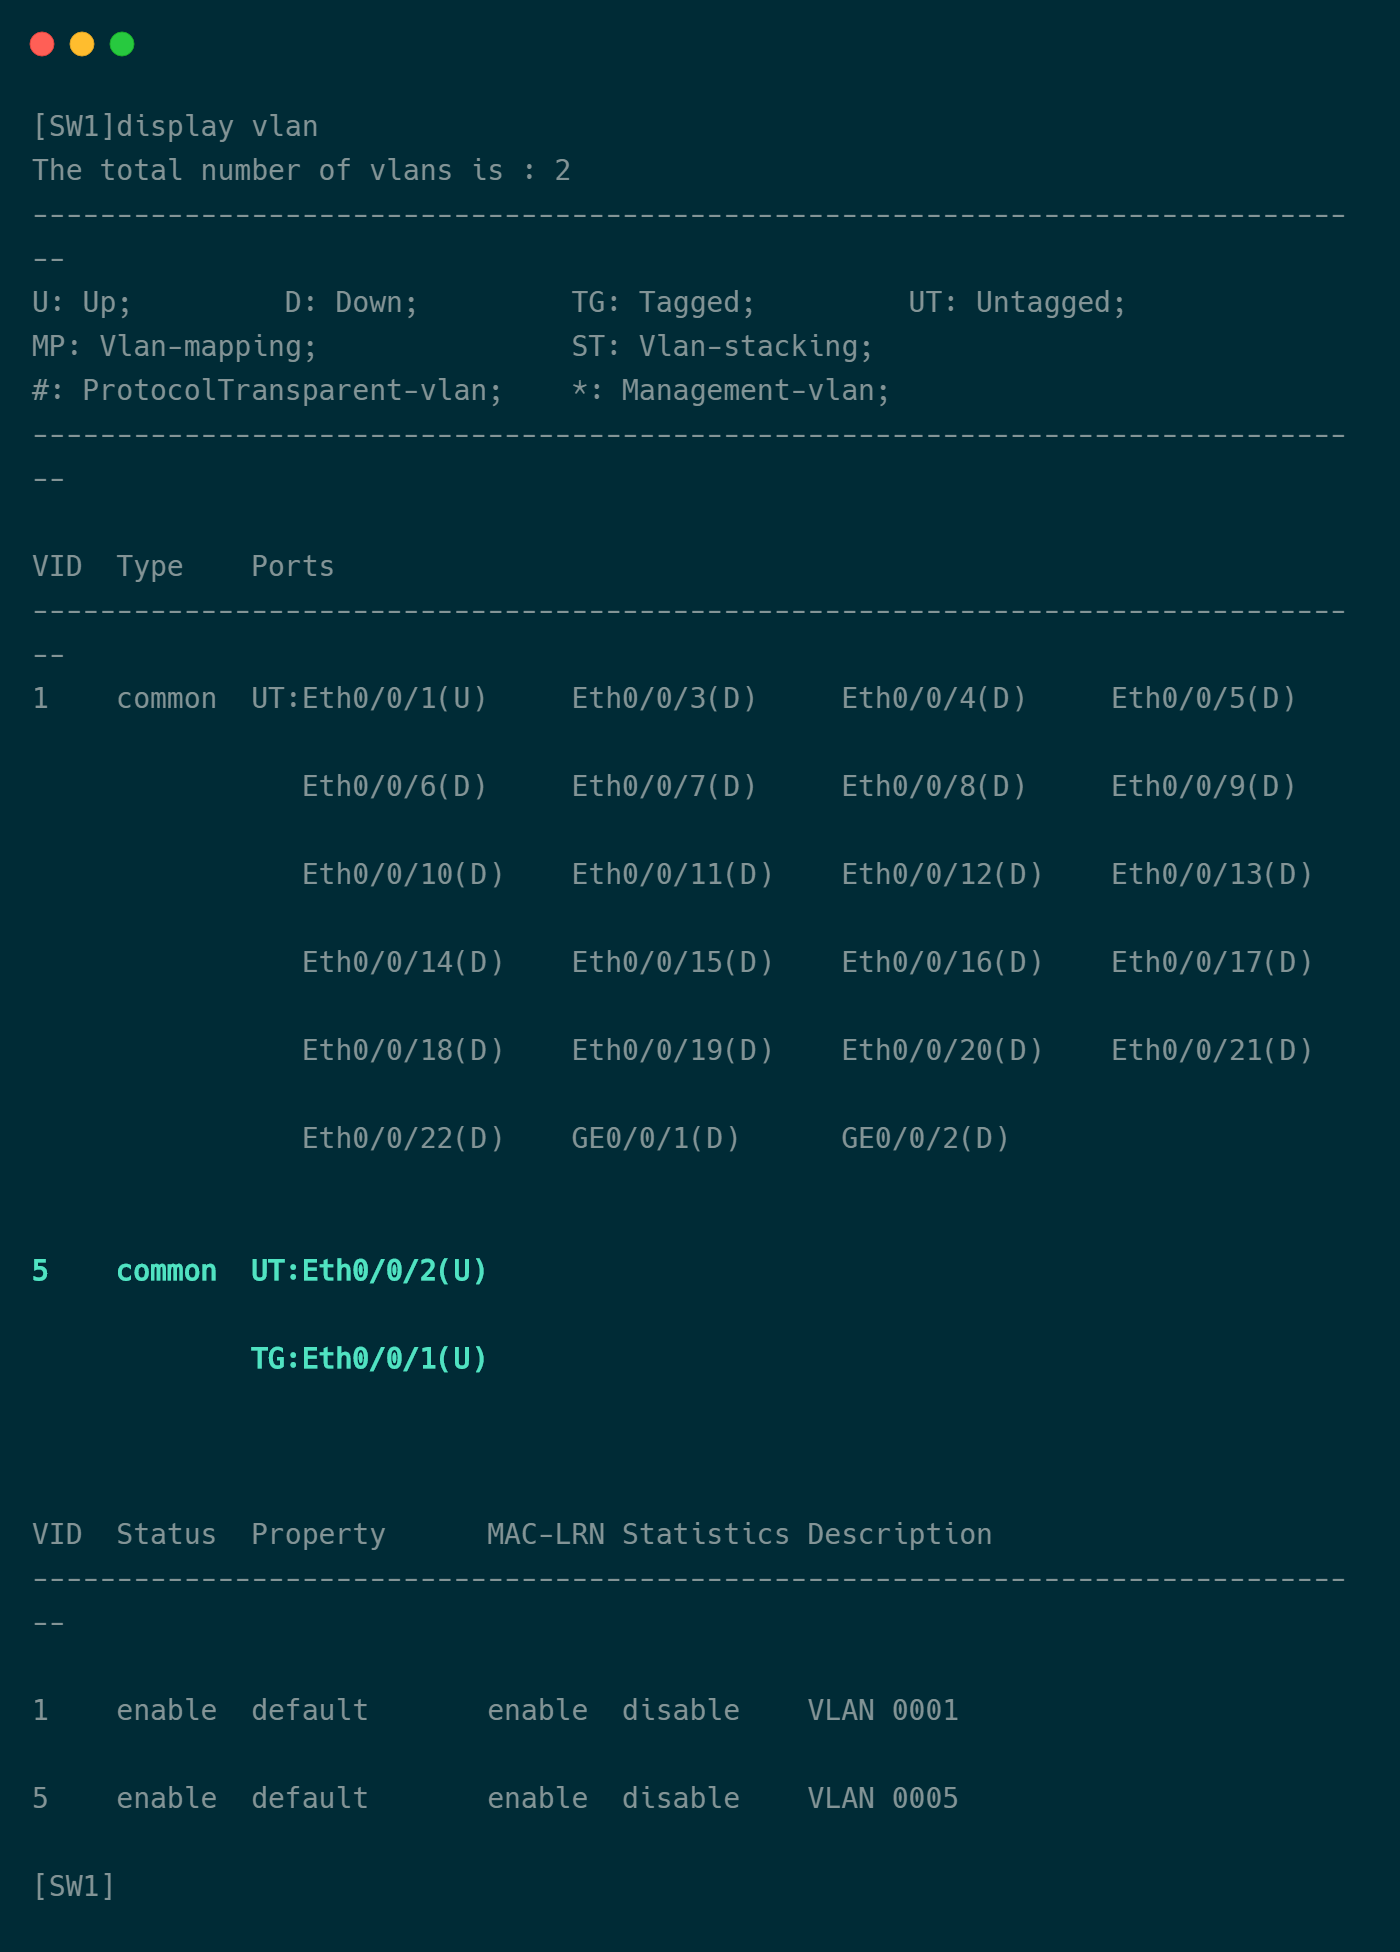 [SW1]display vlan
The total number of vlans is : 2
------------------------------------------------------------------------------
--
U: Up;         D: Down;         TG: Tagged;         UT: Untagged;
MP: Vlan-mapping;               ST: Vlan-stacking;
#: ProtocolTransparent-vlan;    *: Management-vlan;
------------------------------------------------------------------------------
--
VID  Type    Ports
------------------------------------------------------------------------------
--
1    common  UT:Eth0/0/1(U)     Eth0/0/3(D)     Eth0/0/4(D)     Eth0/0/5(D)
                Eth0/0/6(D)     Eth0/0/7(D)     Eth0/0/8(D)     Eth0/0/9(D)
                Eth0/0/10(D)    Eth0/0/11(D)    Eth0/0/12(D)    Eth0/0/13(D)
                Eth0/0/14(D)    Eth0/0/15(D)    Eth0/0/16(D)    Eth0/0/17(D)
                Eth0/0/18(D)    Eth0/0/19(D)    Eth0/0/20(D)    Eth0/0/21(D)
                Eth0/0/22(D)    GE0/0/1(D)      GE0/0/2(D)
5    common  UT:Eth0/0/2(U)
             TG:Eth0/0/1(U)
VID  Status  Property      MAC-LRN Statistics Description
------------------------------------------------------------------------------
--
1    enable  default       enable  disable    VLAN 0001
5    enable  default       enable  disable    VLAN 0005
[SW1]